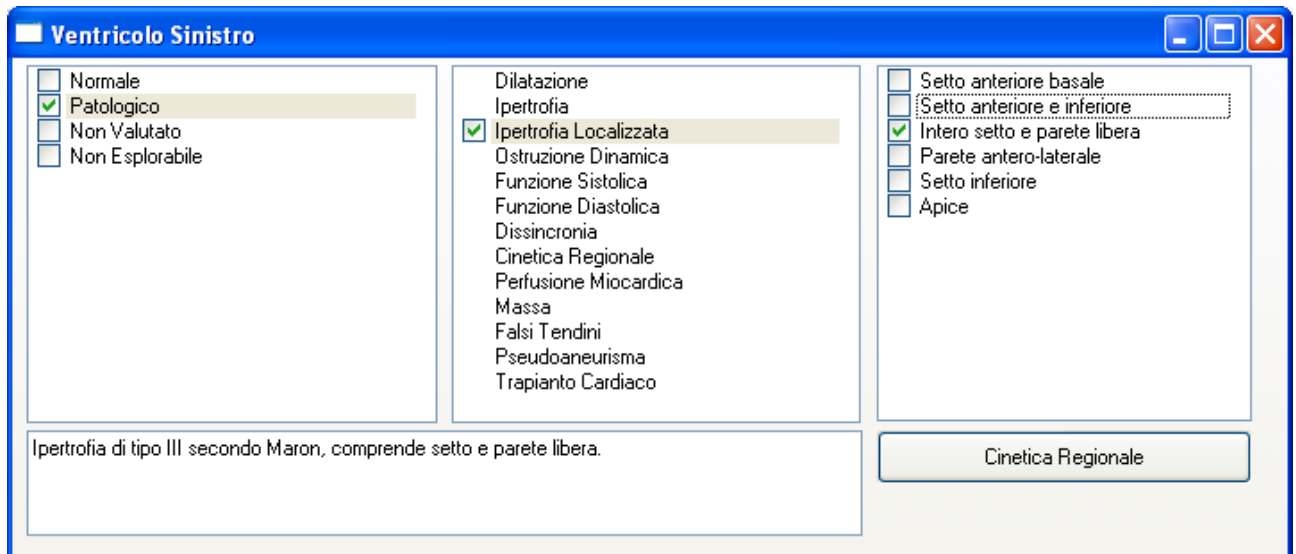 Ventricolo Sinistro
Normale
Patologico
Non Valutato
Non Esplorabile
Dilatazione
Ipertrofia
Ipertrofia Localizzata
Ostruzione Dinamica
Funzione Sistolica
Funzione Diastolica
Dissincronia
Cinetica Regionale
Perfusione Miocardica
Massa
Falsi Tendini
Pseudoaneurisma
Trapianto Cardiaco
Setto anteriore basale
Setto anteriore e inferiore
Intero setto e parete libera
Parete antero-laterale
Setto inferiore
Apice
Ipertrofia di tipo III secondo Maron, comprende setto e parete libera.
Cinetica Regionale